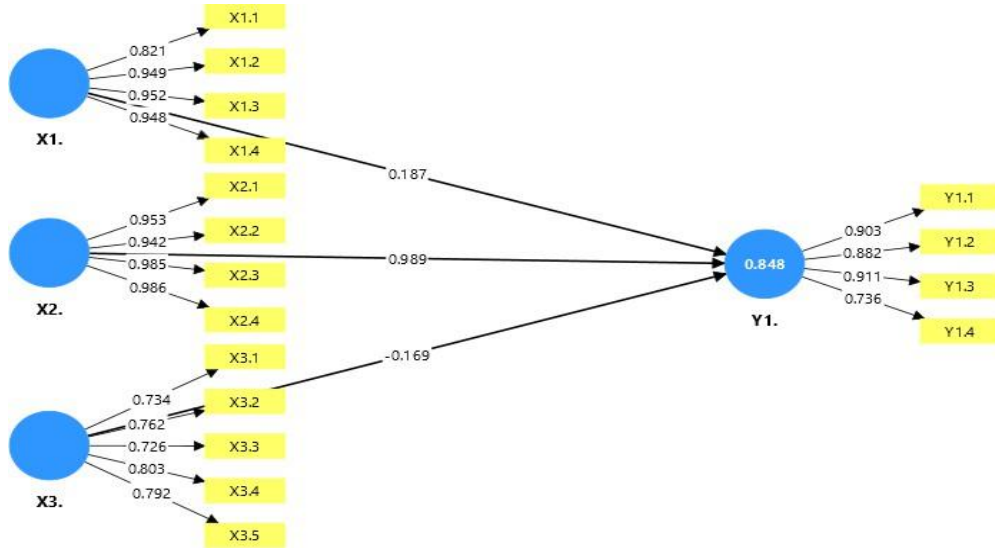 X1.1
0.821
X1.2
0.949
X1.3
0.952
0.948
X1.
X1.4
0.187
X2.1
0.953
X2.2
0.942
0.989
X2.3
0.985
0.986
X2.
X2.4
X3.1
-0.169
0.734
X3.2
0.762
X3.3
0.726
0.803
X3.4
0.792
X3.
X3.5
Y1.1
0.903
Y1.2
0.882
0.848
0.911
Y1.3
0.736
Y1.
Y1.4